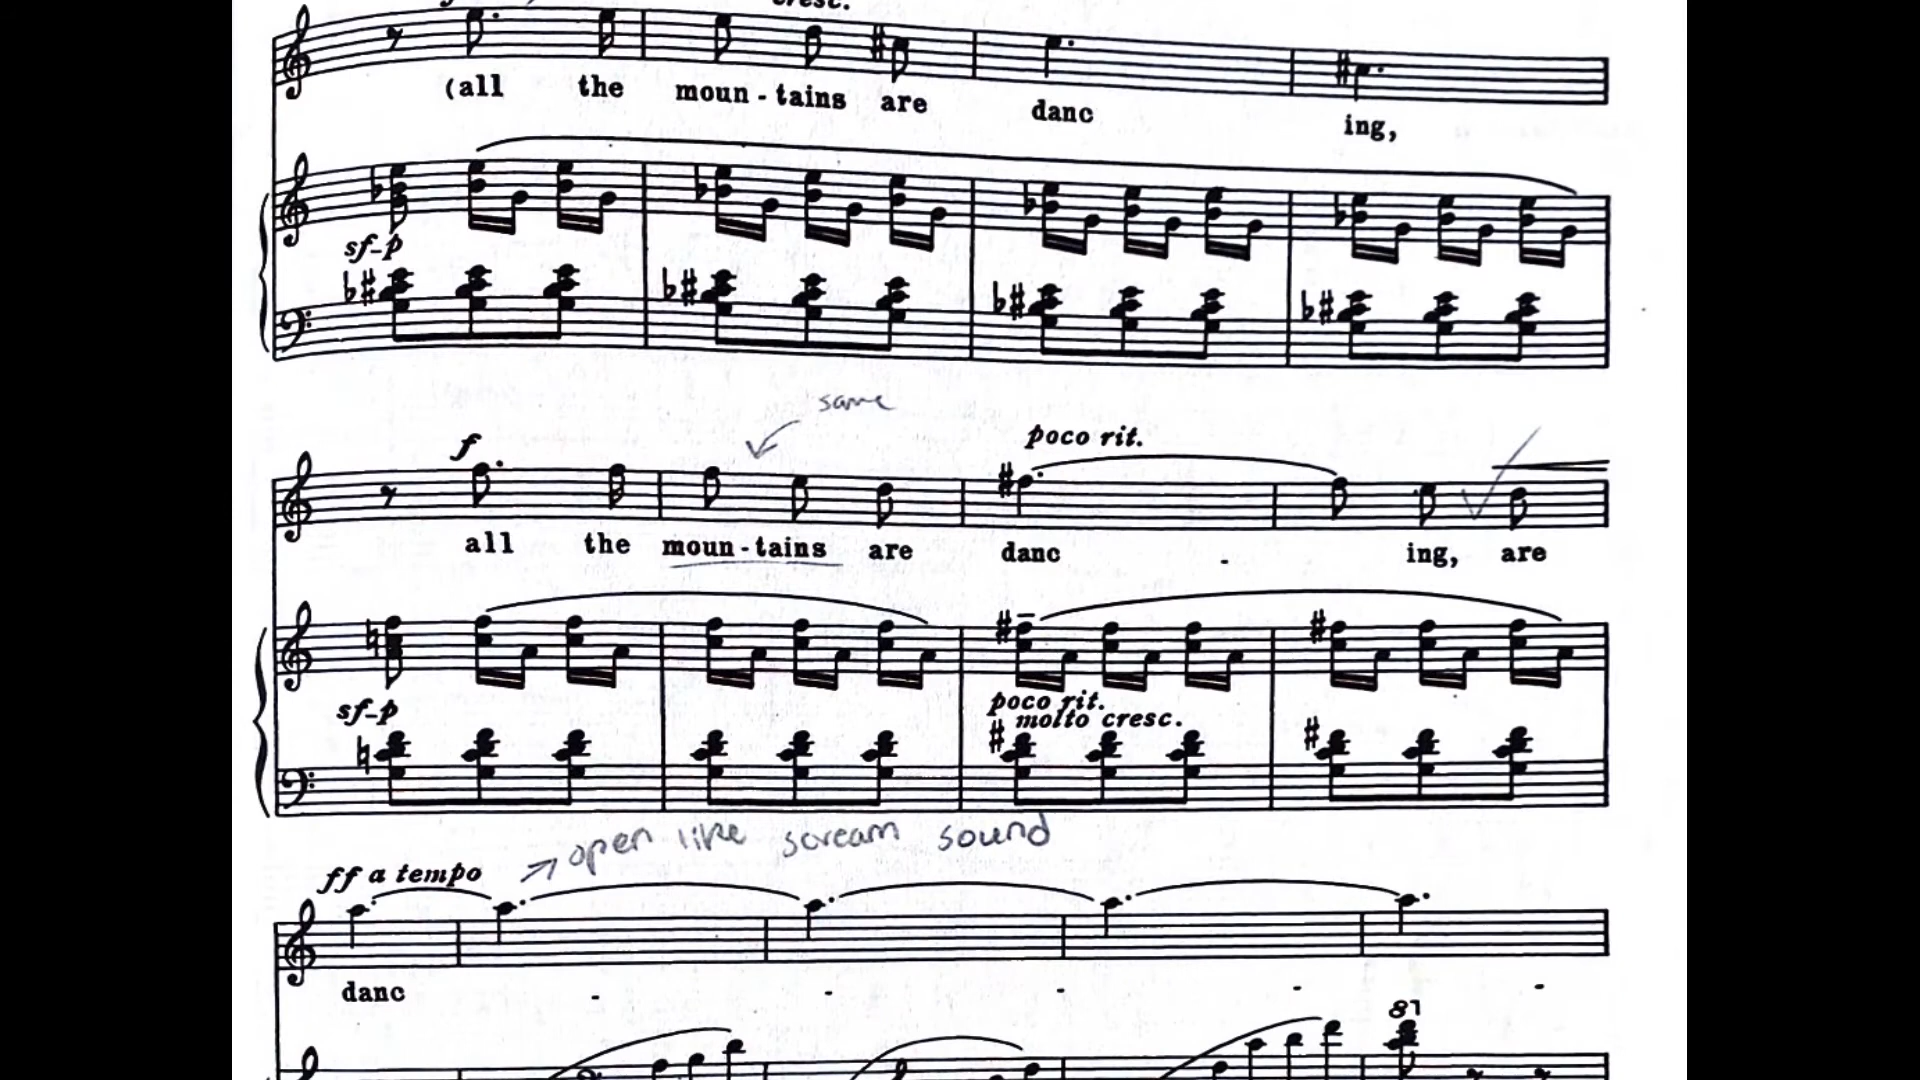 cresc.
(all the moun - tains are danc ing,
sf-p
same
f poco rit.
all the moun - tains are danc - ing, are
sf-p
poco rit.
molto cresc.
open like scream sound
ff a tempo
danc - - - - -
8